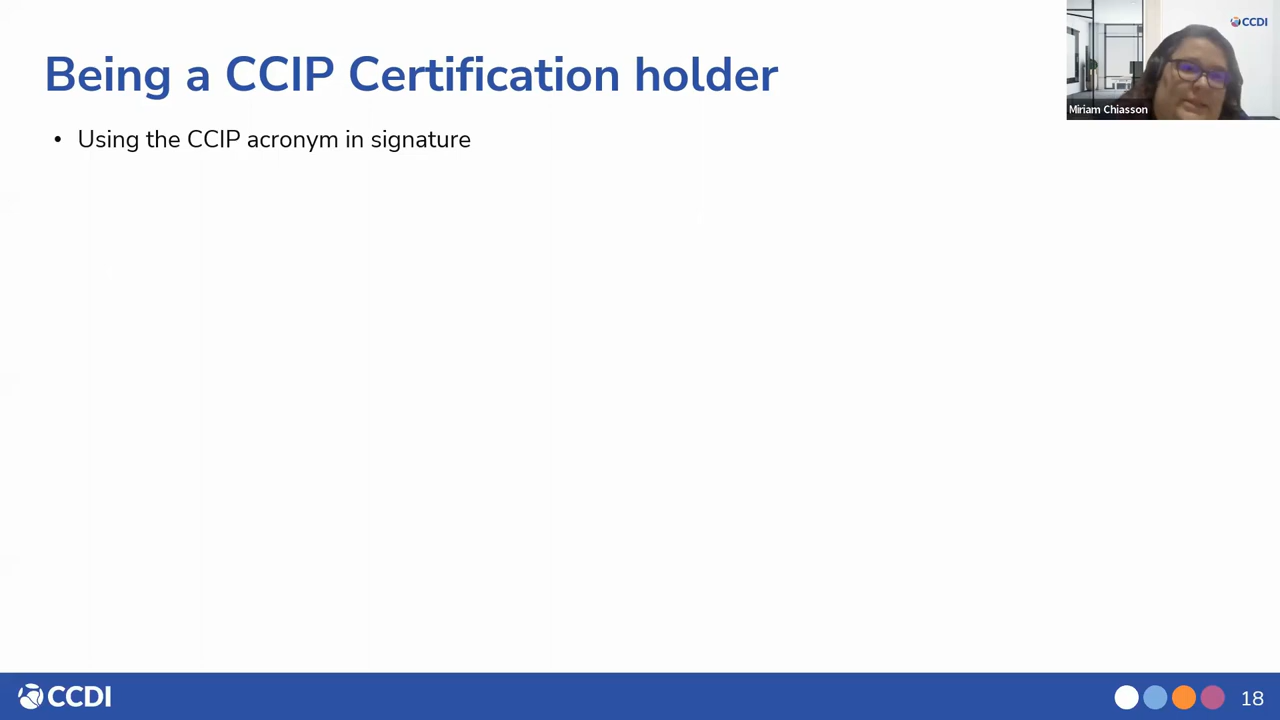 Being a CCIP Certification holder
• Using the CCIP acronym in signature
CCDI
Miriam Chiasson
CCDI
18